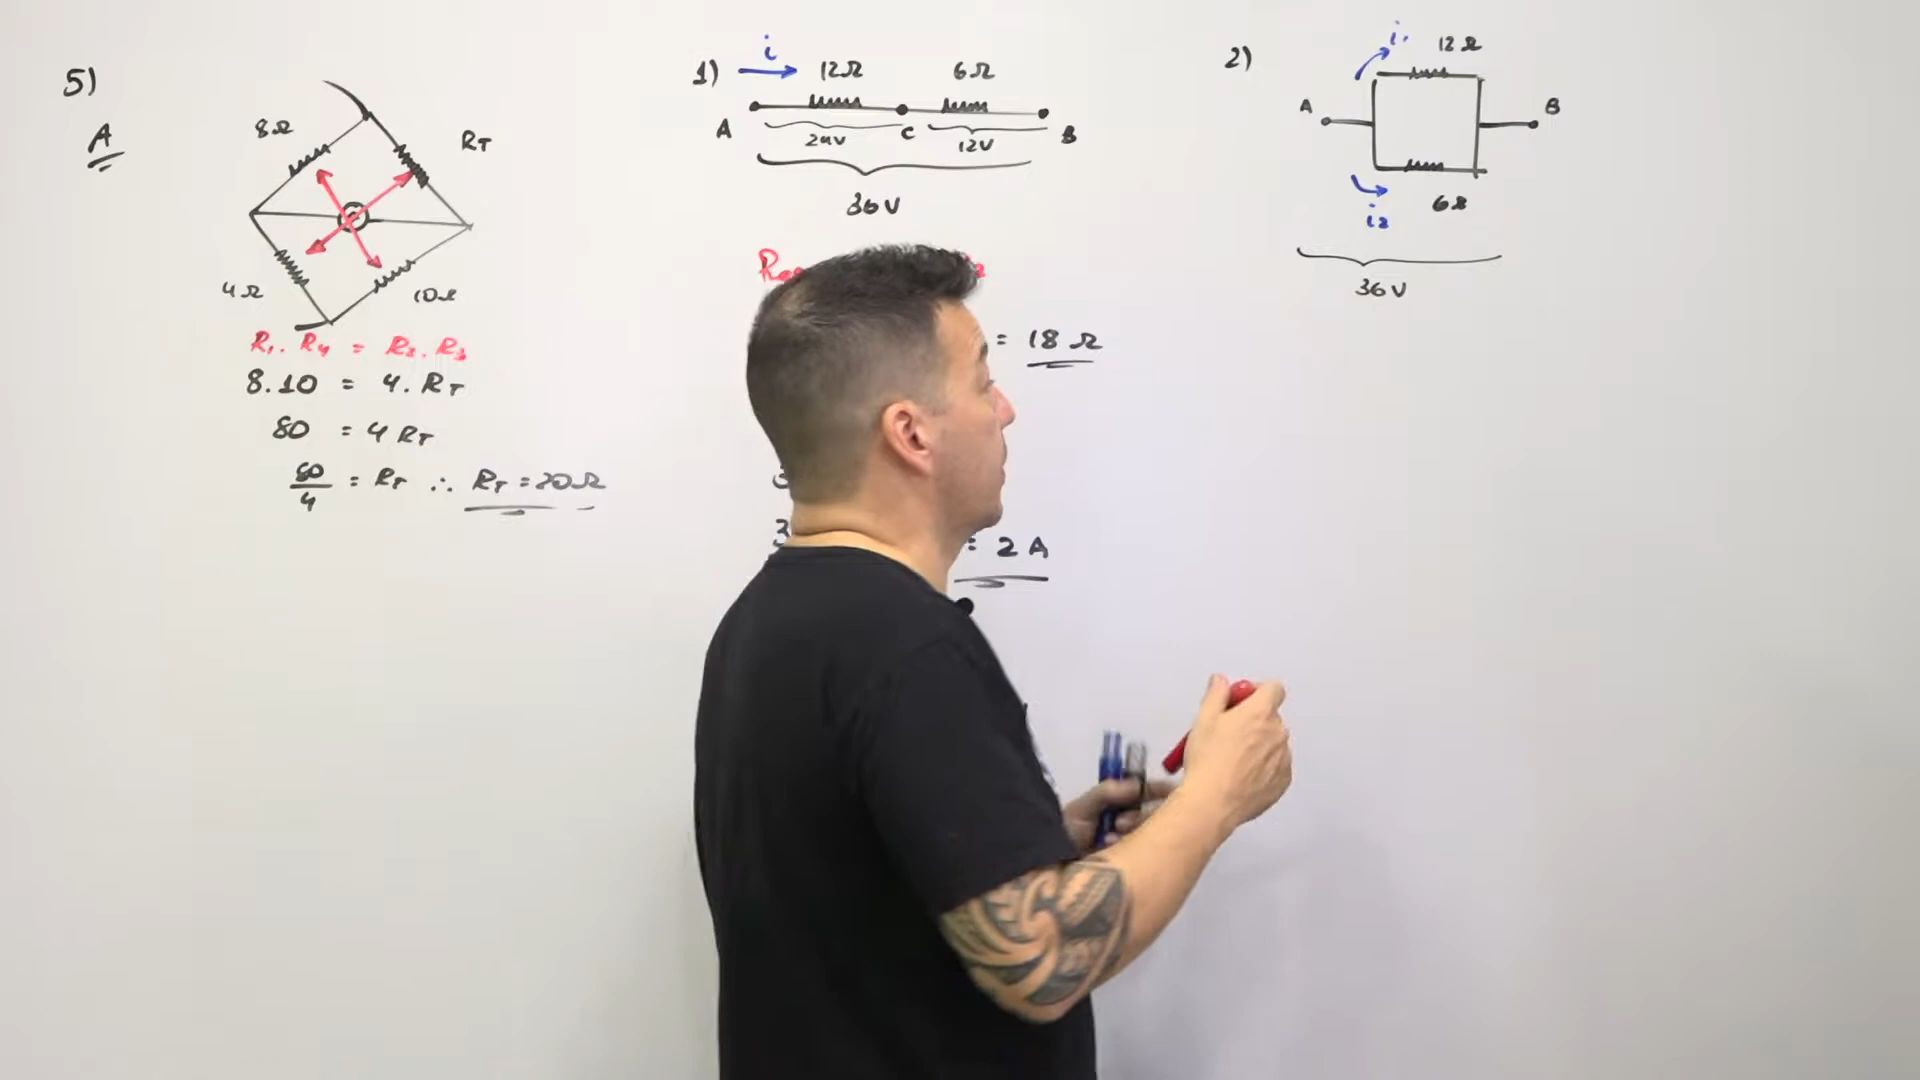 5)
A
8Ω
RT
4Ω
10Ω
R1 . R4 = R2 . R3
8.10 = 4. RT
80 = 4 RT
80/4 = RT ∴ RT = 20Ω
1)
i
12Ω
6Ω
A
C
B
24V
12V
36V
= 18 Ω
= 2 A
2)
i1
12Ω
A
B
i2
6Ω
36V